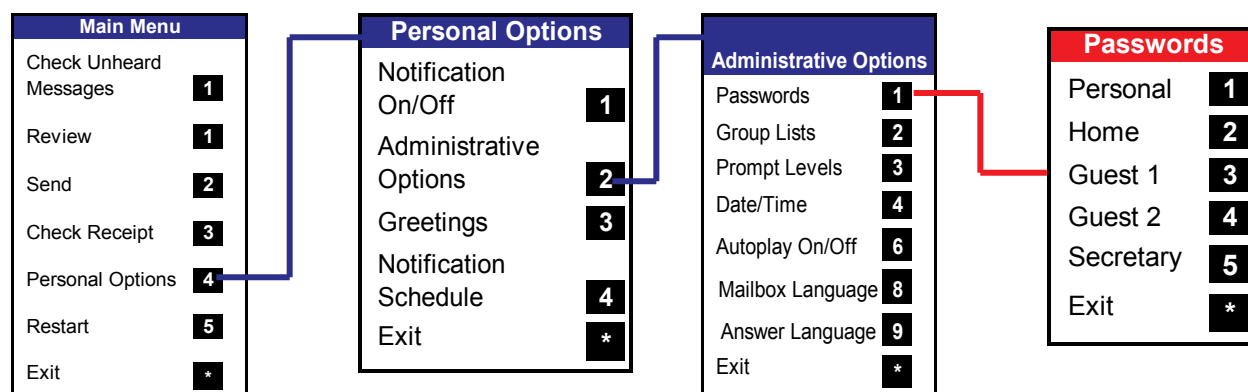 Main Menu
Check Unheard
Messages 1
Review 1
Send 2
Check Receipt 3
Personal Options 4
Restart 5
Exit *
Personal Options
Notification
On/Off 1
Administrative
Options 2
Greetings 3
Notification
Schedule 4
Exit *
Administrative Options
Passwords 1
Group Lists 2
Prompt Levels 3
Date/Time 4
Autoplay On/Off 6
Mailbox Language 8
Answer Language 9
Exit *
Passwords
Personal 1
Home 2
Guest 1 3
Guest 2 4
Secretary 5
Exit *